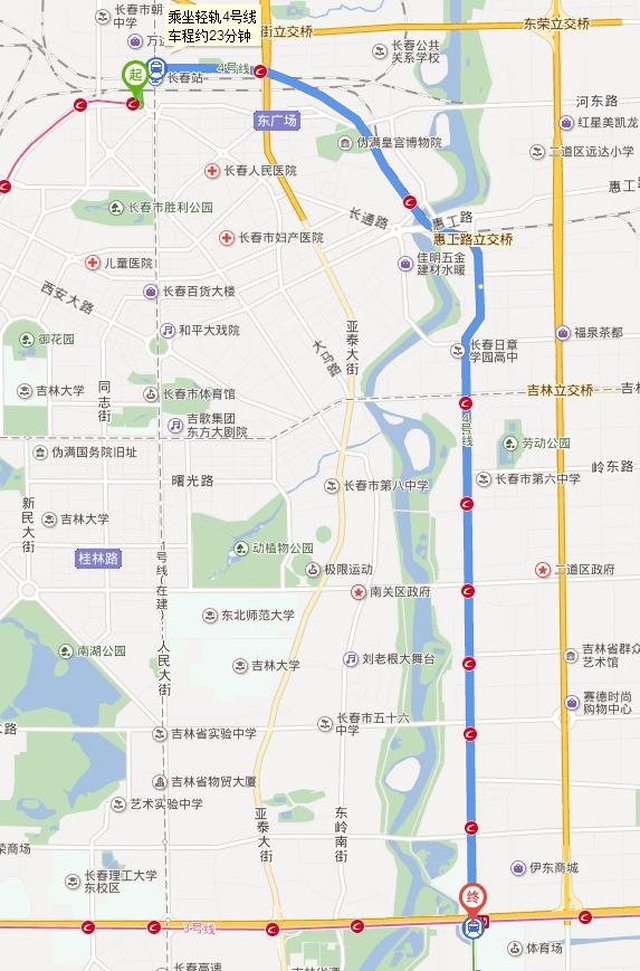 长春市朝
中学
万达
乘坐轻轨4号线
车程约23分钟
街立交桥
东荣立交桥
长春公共
关系学校
起
4号线
长春站
河东路
东广场
红星美凯龙
伪满皇宫博物院
二道区远达小学
长春人民医院
惠工
长春市胜利公园
长通路
惠工路
惠工路立交桥
长春市妇产医院
儿童医院
佳明五金
建材水暖
西安大路
长春百货大楼
亚泰大街
和平大戏院
福泉茶都
御花园
大马路
长春日章
学园高中
吉林大学
同志街
长春市体育馆
吉林立交桥
吉林
吉歌集团
东方大剧院
4号线
劳动公园
伪满国务院旧址
岭东路
曙光路
长春市第八中学
长春市第六中学
新民大街
吉林大学
动植物公园
1号线(在建)
桂林路
极限运动
二道区政府
南关区政府
东北师范大学
人民大街
南湖公园
吉林大学
刘老根大舞台
吉林省群众
艺术馆
赛德时尚
购物中心
长春市五十六
中学
路
吉林省实验中学
吉林省物贸大厦
艺术实验中学
亚泰大街
东岭南街
荣商场
长春理工大学
东校区
伊东商城
终
3号线
体育场
长春高速